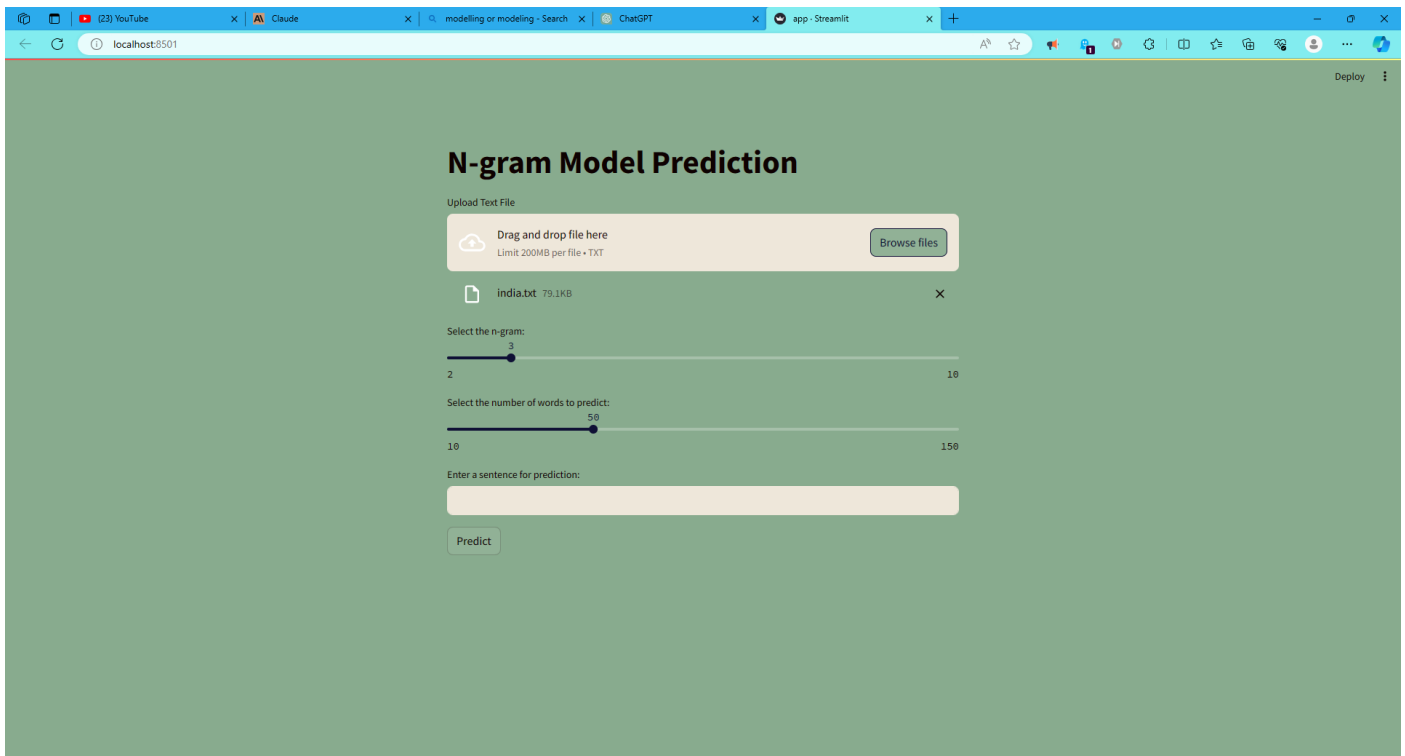 (23) YouTube
Claude
modelling or modeling - Search
ChatGPT
app · Streamlit
localhost:8501
1
Deploy
N-gram Model Prediction
Upload Text File
Drag and drop file here
Limit 200MB per file • TXT
Browse files
india.txt 79.1KB
Select the n-gram:
3
2 10
Select the number of words to predict:
50
10 150
Enter a sentence for prediction:
Predict